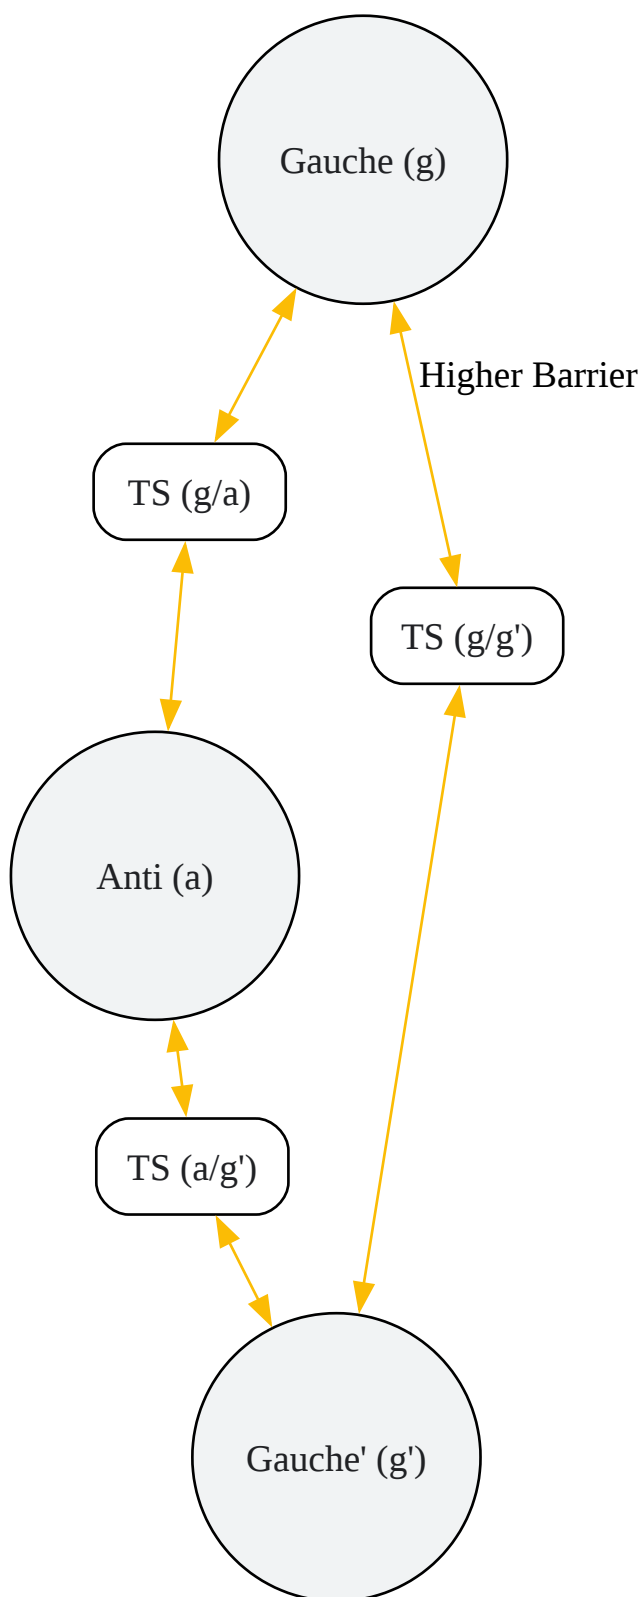 Gauche (g)
Higher Barrier
TS (g/a)
TS (g/g')
Anti (a)
TS (a/g')
Gauche' (g')